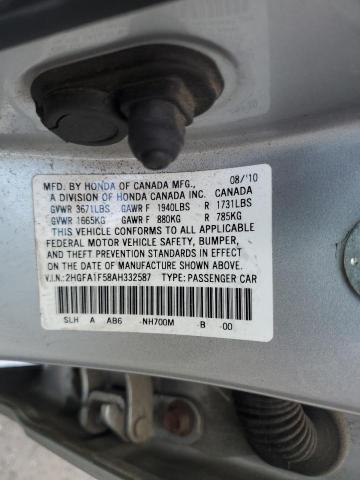 MFD. BY HONDA OF CANADA MFG., 08/'10
A DIVISION OF HONDA CANADA INC. CANADA
GVWR 3671LBS GAWR F 1940LBS R 1731LBS
GVWR 1665KG GAWR F 880KG R 785KG
THIS VEHICLE CONFORMS TO ALL APPLICABLE
FEDERAL MOTOR VEHICLE SAFETY, BUMPER,
AND THEFT PREVENTION STANDARDS IN EFFECT
ON THE DATE OF MANUFACTURE SHOWN ABOVE.
V.I.N.: 2HGFA1F58AH332587 TYPE: PASSENGER CAR
SLH A AB6 -NH700M -B -00